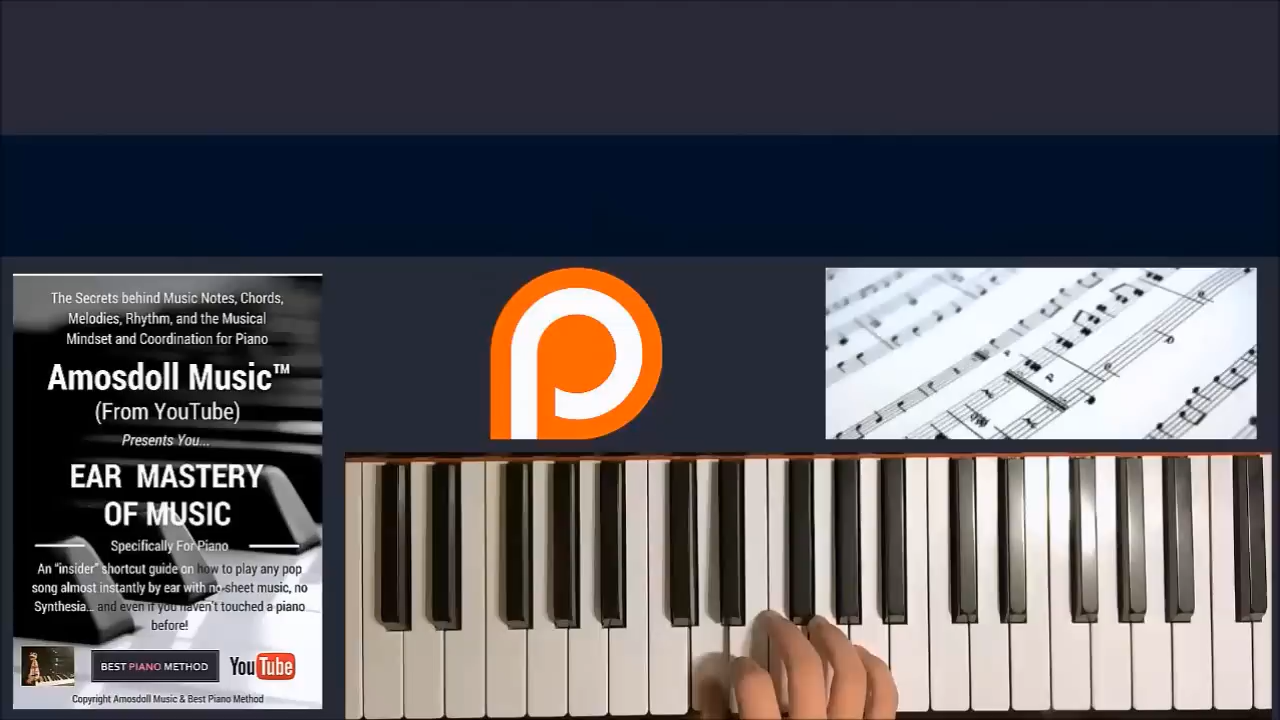 The Secrets behind Music Notes, Chords,
Melodies, Rhythm, and the Musical
Mindset and Coordination for Piano
Amosdoll Music™
(From YouTube)
Presents You...
EAR MASTERY
OF MUSIC
Specifically For Piano
An “insider” shortcut guide on how to play any pop
song almost instantly by ear with no sheet music, no
Synthesia... and even if you haven't touched a piano
before!
BEST PIANO METHOD
YouTube
Copyright Amosdoll Music & Best Piano Method